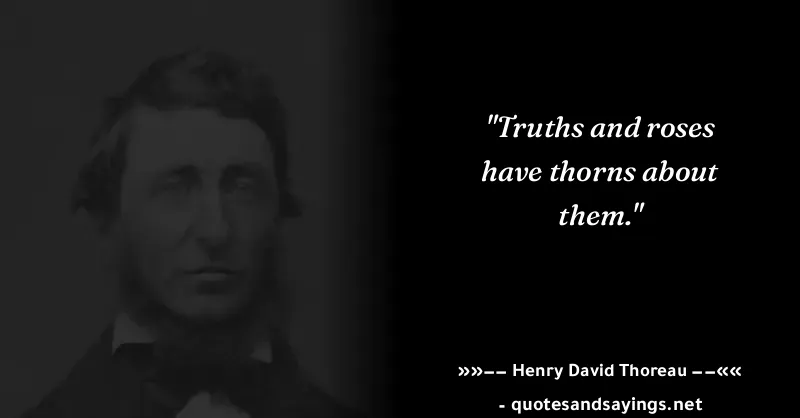 "Truths and roses
have thorns about
them."
»»–– Henry David Thoreau ––««
- quotesandsayings.net